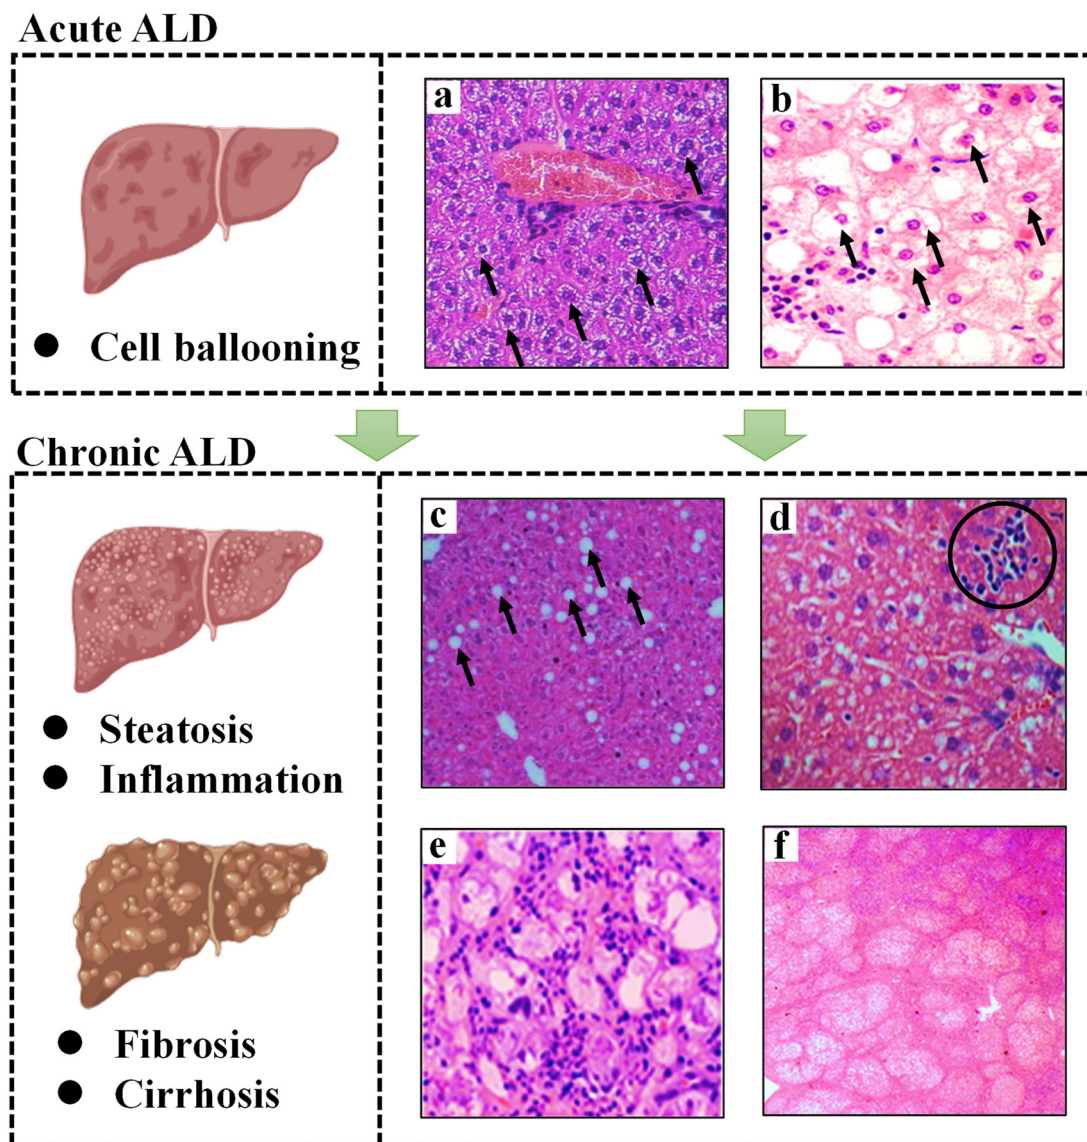 Acute ALD
a
b
● Cell ballooning
Chronic ALD
c
d
● Steatosis
● Inflammation
e
f
● Fibrosis
● Cirrhosis